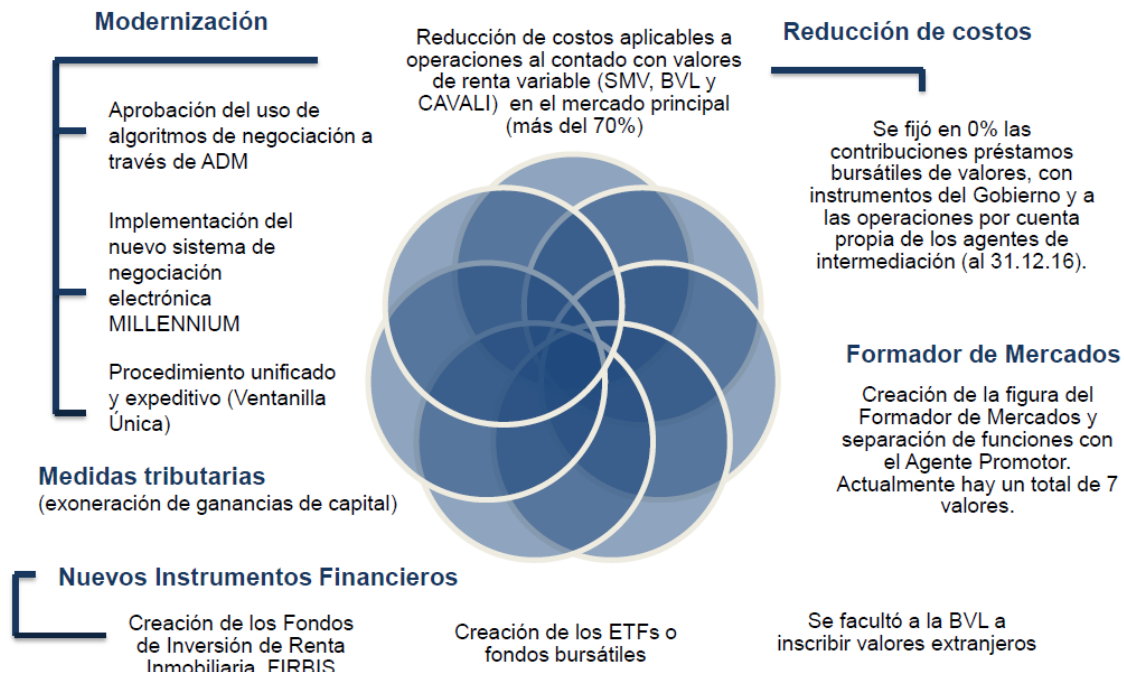 Modernización
Aprobación del uso de
algoritmos de negociación a
través de ADM
Implementación del
nuevo sistema de
negociación
electrónica
MILLENNIUM
Procedimiento unificado
y expeditivo (Ventanilla
Única)
Reducción de costos aplicables a
operaciones al contado con valores
de renta variable (SMV, BVL y
CAVALI) en el mercado principal
(más del 70%)
Reducción de costos
Se fijó en 0% las
contribuciones préstamos
bursátiles de valores, con
instrumentos del Gobierno y a
las operaciones por cuenta
propia de los agentes de
intermediación (al 31.12.16).
Formador de Mercados
Creación de la figura del
Formador de Mercados y
separación de funciones con
el Agente Promotor.
Actualmente hay un total de 7
valores.
Medidas tributarias
(exoneración de ganancias de capital)
Nuevos Instrumentos Financieros
Creación de los Fondos
de Inversión de Renta
Inmobiliaria, FIRBIS
Creación de los ETFs o
fondos bursátiles
Se facultó a la BVL a
inscribir valores extranjeros